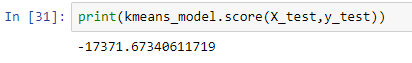 In [31]: print(kmeans_model.score(X_test,y_test))
-17371.67340611719